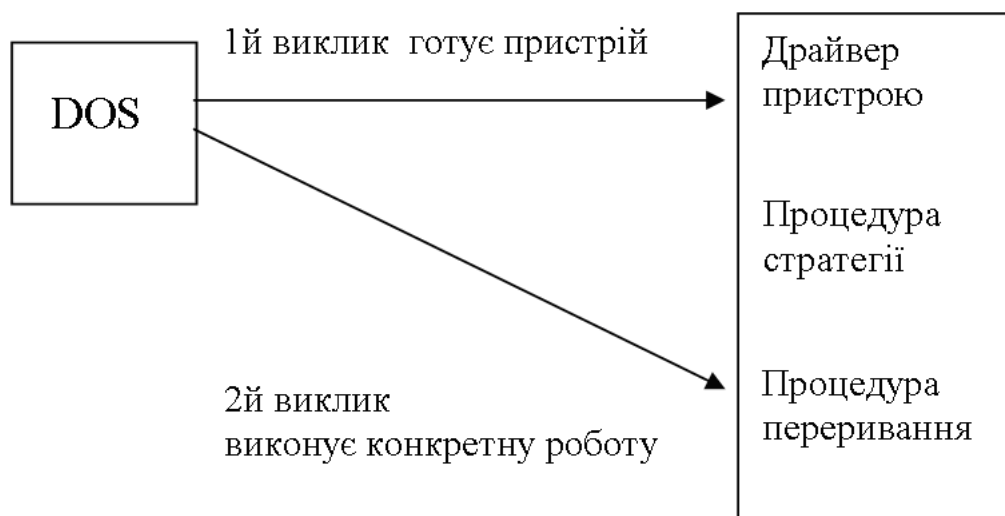 DOS
1й виклик готує пристрій
2й виклик
виконує конкретну роботу
Драйвер
пристрою
Процедура
стратегії
Процедура
переривання